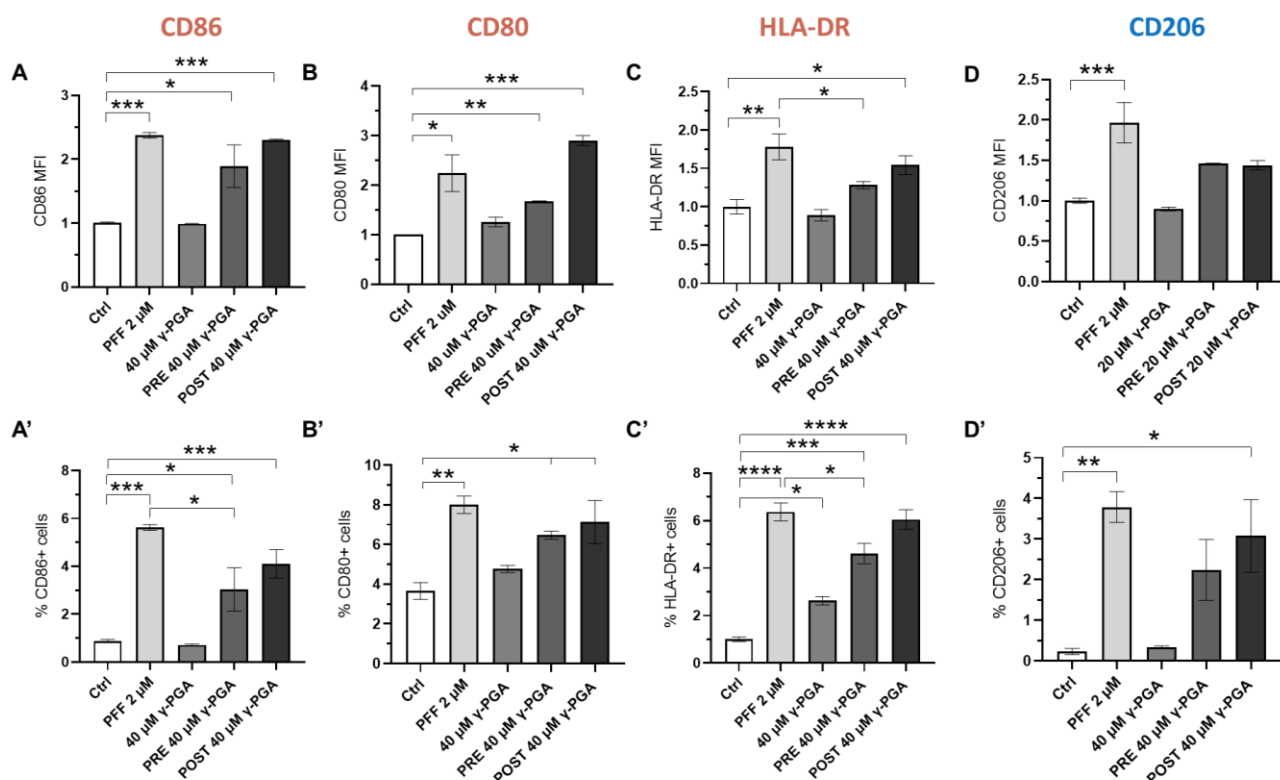 CD86
CD80
HLA-DR
CD206
A
***
*
***
CD86 MFI
3
2
1
0
Ctrl
PFF 2 µM
40 µM γ-PGA
PRE 40 µM γ-PGA
POST 40 µM γ-PGA
B
***
**
*
CD80 MFI
4
3
2
1
0
Ctrl
PFF 2 µM
40 uM γ-PGA
PRE 40 uM γ-PGA
POST 40 uM γ-PGA
C
*
*
**
HLA-DR MFI
2.5
2.0
1.5
1.0
0.5
0.0
Ctrl
PFF 2 µM
40 µM γ-PGA
PRE 40 µM γ-PGA
POST 40 µM γ-PGA
D
***
CD206 MFI
2.5
2.0
1.5
1.0
0.5
0.0
Ctrl
PFF 2 µM
20 µM γ-PGA
PRE 20 µM γ-PGA
POST 20 µM γ-PGA
A’
***
*
***
*
% CD86+ cells
8
6
4
2
0
Ctrl
PFF 2 µM
40 µM γ-PGA
PRE 40 µM γ-PGA
POST 40 µM γ-PGA
B’
*
**
% CD80+ cells
10
8
6
4
2
0
Ctrl
PFF 2 µM
40 µM γ-PGA
PRE 40 µM γ-PGA
POST 40 µM γ-PGA
C’
****
***
****
*
*
% HLA-DR+ cells
8
6
4
2
0
Ctrl
PFF 2 µM
40 µM γ-PGA
PRE 40 µM γ-PGA
POST 40 µM γ-PGA
D’
*
**
% CD206+ cells
5
4
3
2
1
0
Ctrl
PFF 2 µM
40 µM γ-PGA
PRE 40 µM γ-PGA
POST 40 µM γ-PGA